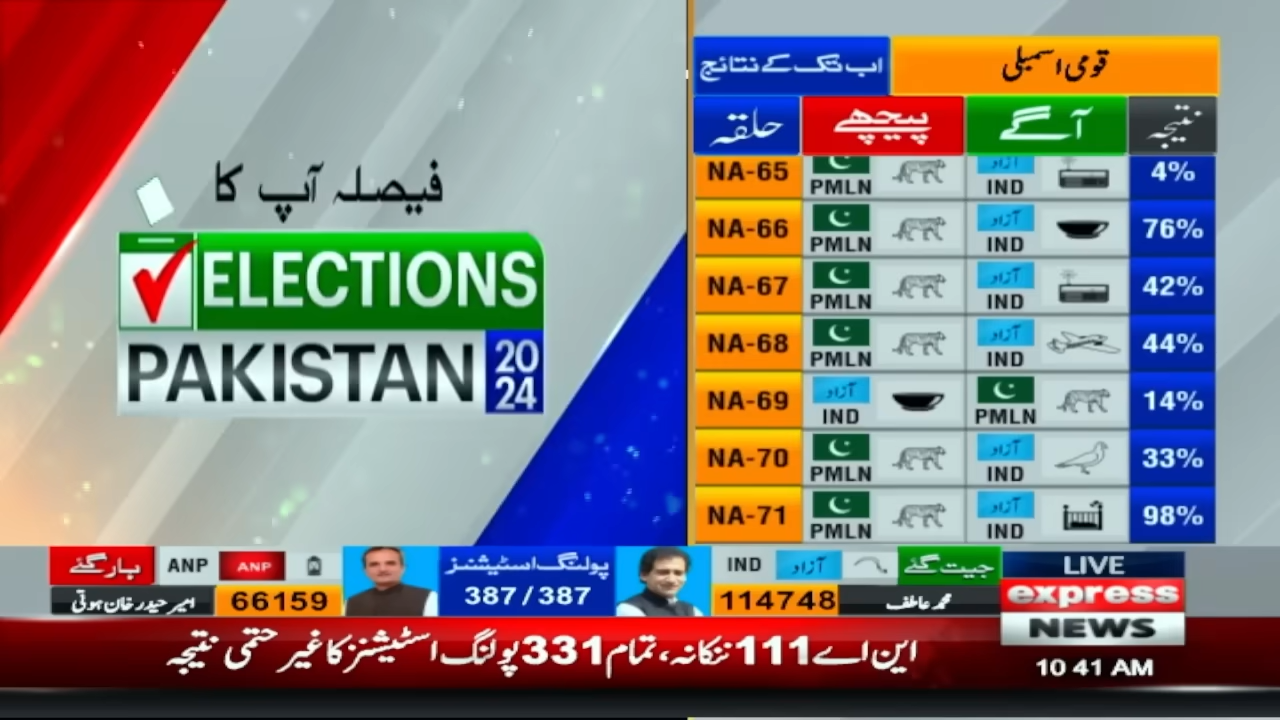 فیصلہ آپ کا
ELECTIONS
PAKISTAN 2024
اب تک کے نتائج قومی اسمبلی
حلقہ پیچھے آگے نتیجہ
NA-65 PMLN آزاد IND 4%
NA-66 PMLN آزاد IND 76%
NA-67 PMLN آزاد IND 42%
NA-68 PMLN آزاد IND 44%
NA-69 آزاد IND PMLN 14%
NA-70 PMLN آزاد IND 33%
NA-71 PMLN آزاد IND 98%
ہار گئے ANP ANP پولنگ اسٹیشنز IND آزاد جیت گئے
امیر حیدر خان ہوتی 66159 387/387 114748 محمد عاطف
LIVE
express
NEWS
این اے 111 ننکانہ، تمام 331 پولنگ اسٹیشنز کا غیر حتمی نتیجہ
10 41 AM